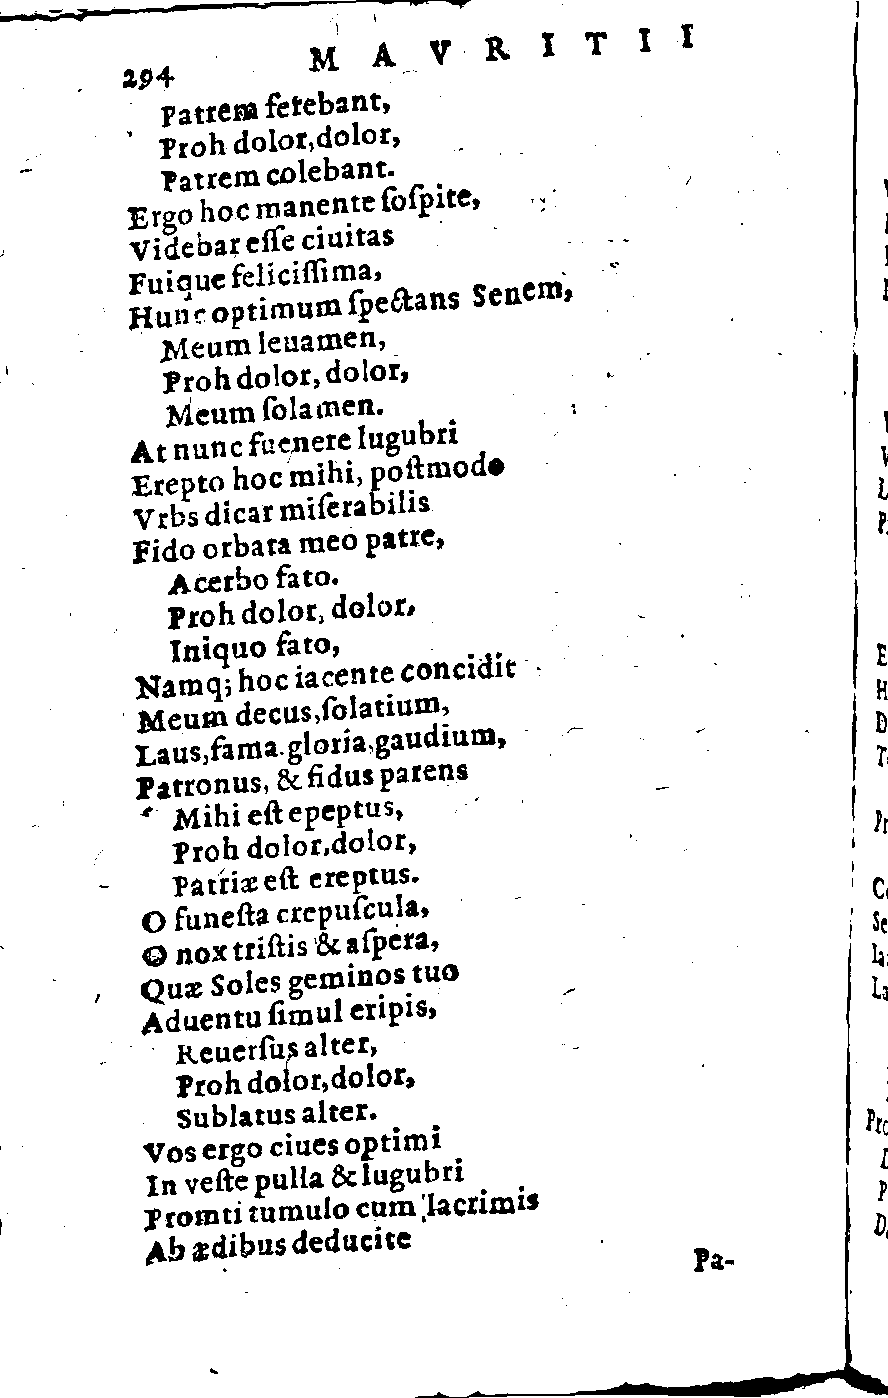 294 MAVRITII
Patrem ferebant,
Proh dolor, dolor,
Patrem colebant.
Ergo hoc manente ſoſpite,
Videbar eſſe ciuitas
Fuique feliciſſima,
Hunc optimum ſpectans Senem,
Meum leuamen,
Proh dolor, dolor,
Meum ſolamen.
At nunc fuenere lugubri
Erepto hoc mihi, poſtmodo
Vrbs dicar miſerabilis
Fido orbata meo patre,
Acerbo fato.
Proh dolor, dolor,
Iniquo fato,
Namq; hoc iacente concidit
Meum decus, ſolatium,
Laus, fama. gloria, gaudium,
Patronus, & fidus parens
Mihi eſt epeptus,
Proh dolor, dolor,
Patriæ eſt ereptus.
O funeſta crepuſcula,
O nox triſtis & aſpera,
Quæ Soles geminos tuo
Aduentu ſimul eripis,
Reuerſus alter,
Proh dolor, dolor,
Sublatus alter.
Vos ergo ciues optimi
In veſte pulla & lugubri
Promti tumulo cum lacrimis
Ab ædibus deducite
Pa-